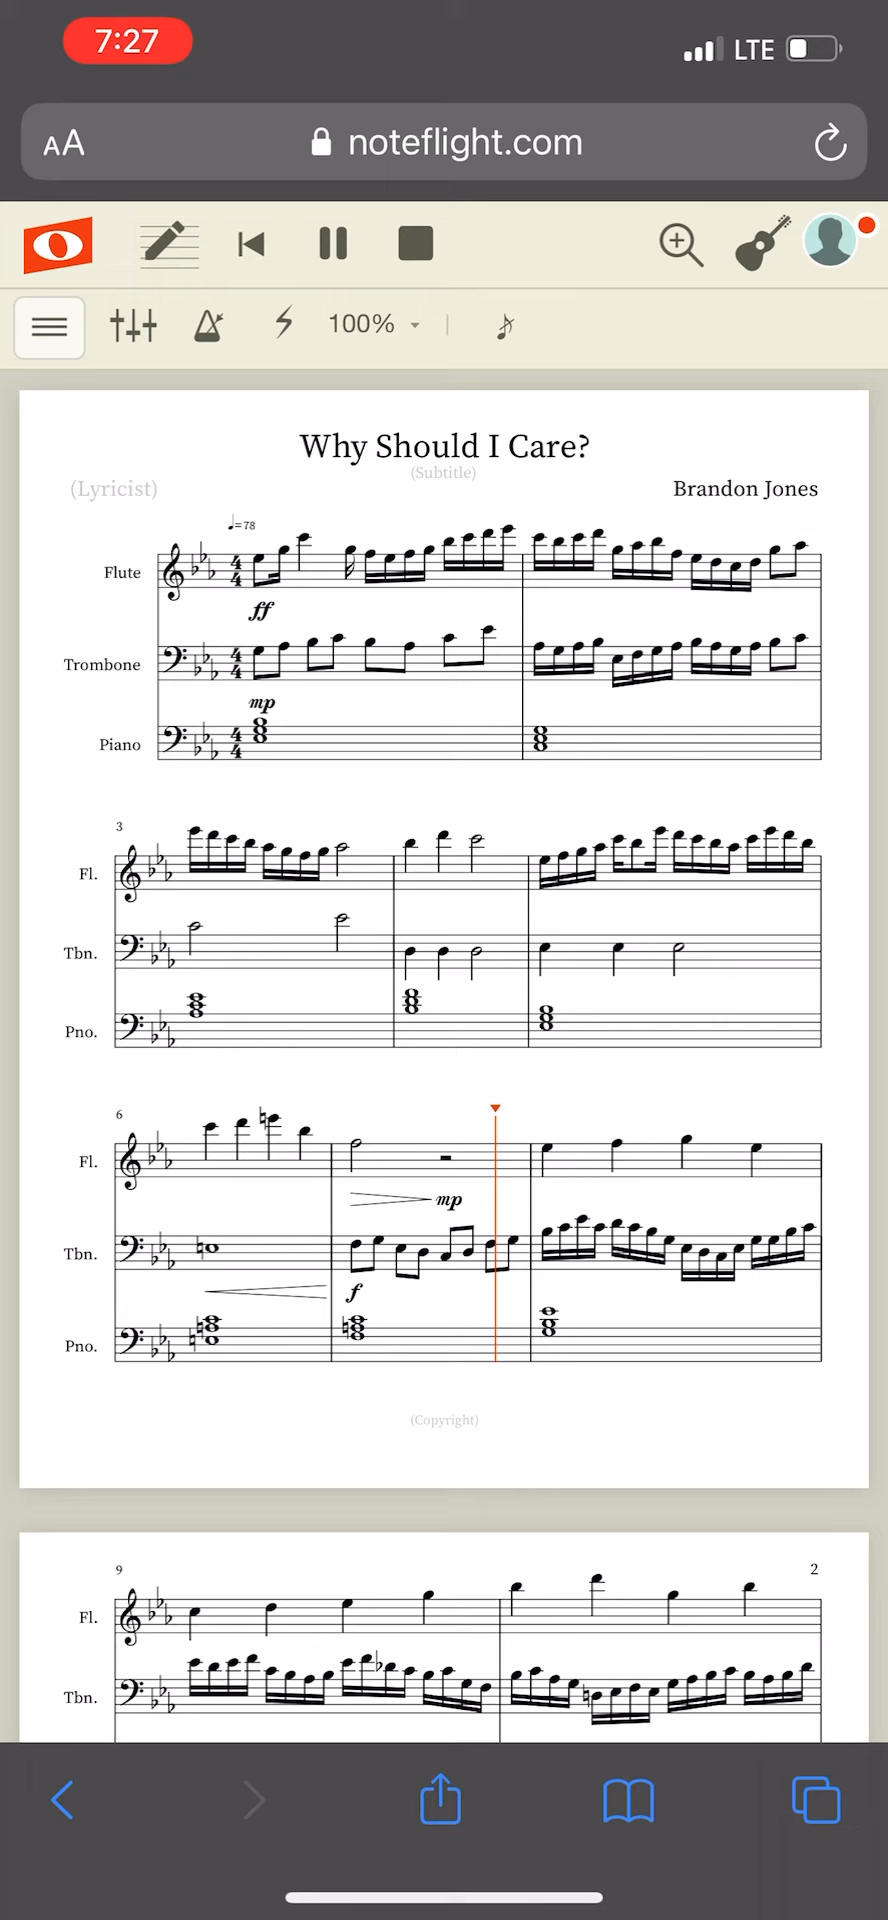 7:27
LTE
AA
noteflight.com
100%
Why Should I Care?
(Subtitle)
(Lyricist)
Brandon Jones
♩=78
Flute
ff
Trombone
mp
Piano
3
Fl.
Tbn.
Pno.
6
Fl.
mp
Tbn.
f
Pno.
(Copyright)
9
2
Fl.
Tbn.